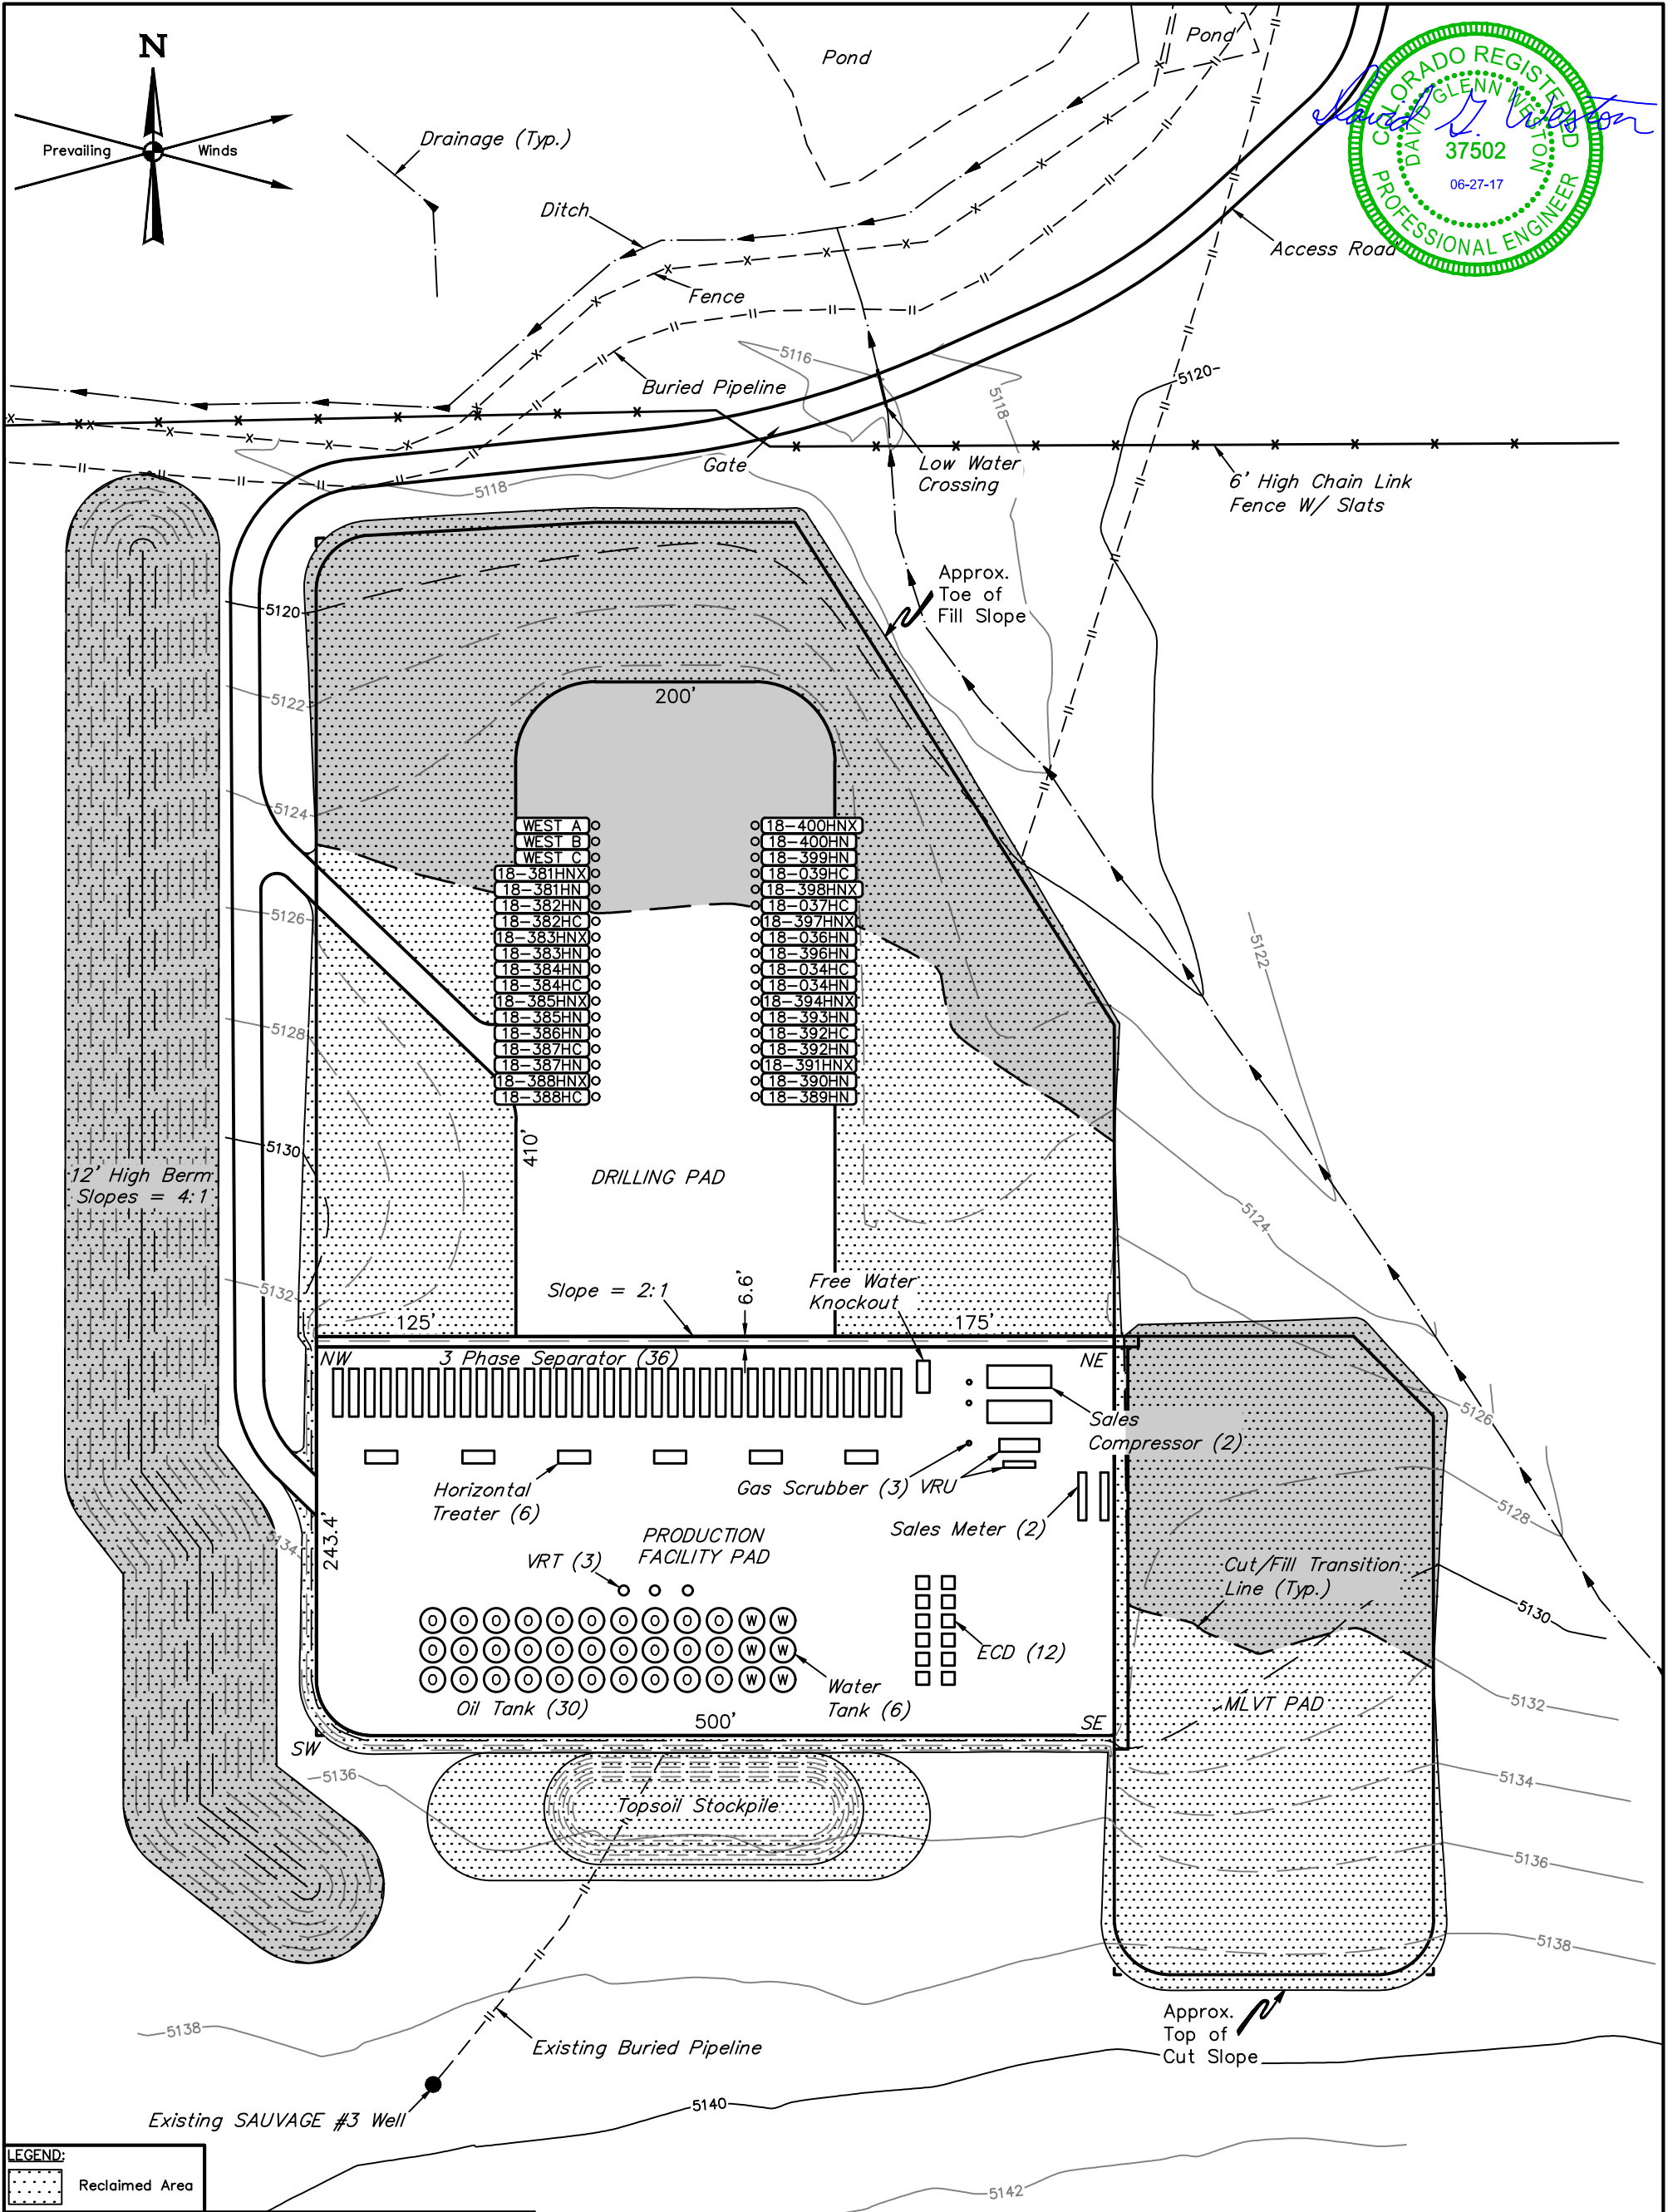 N
Prevailing
Winds
Drainage (Typ.)
Pond
Pond
COLORADO REGISTERED
DAVID GLENN WESTON
37502
06-27-17
PROFESSIONAL ENGINEER
David G. Weston
Ditch
Access Road
Fence
Buried Pipeline
5116
5118
5120
Gate
Low Water
Crossing
6' High Chain Link
Fence W/ Slats
5118
Approx.
Toe of
Fill Slope
5120
5122
200'
5124
WEST A
WEST B
WEST C
18-381HNX
18-381HN
18-382HN
18-382HC
18-383HNX
18-383HN
18-384HN
18-384HC
18-385HNX
18-385HN
18-386HN
18-387HC
18-387HN
18-388HNX
18-388HC
18-400HNX
18-400HN
18-399HN
18-039HC
18-398HNX
18-037HC
18-397HNX
18-036HN
18-396HN
18-034HC
18-034HN
18-394HNX
18-393HN
18-392HC
18-392HN
18-391HNX
18-390HN
18-389HN
5126
5122
5128
410'
5130
12' High Berm
Slopes = 4:1
DRILLING PAD
5124
5132
Slope = 2:1
6.6'
Free Water
Knockout
125'
175'
NW
3 Phase Separator (36)
NE
5126
Sales
Compressor (2)
Horizontal
Treater (6)
Gas Scrubber (3)
VRU
5128
Sales Meter (2)
5134
243.4'
PRODUCTION
FACILITY PAD
VRT (3)
Cut/Fill Transition
Line (Typ.)
5130
O O O O O O O O O O W W
O O O O O O O O O O W W
O O O O O O O O O O W W
ECD (12)
Water
Tank (6)
Oil Tank (30)
500'
MLVT PAD
5132
SW
SE
5136
5134
Topsoil Stockpile
5136
5138
Approx.
Top of
Cut Slope
5138
Existing Buried Pipeline
5140
Existing SAUVAGE #3 Well
LEGEND:
Reclaimed Area
5142